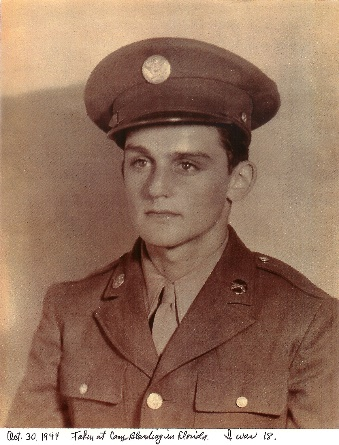 Oct. 30, 1944 Taken at Camp Blanding in Florida. I was 18.